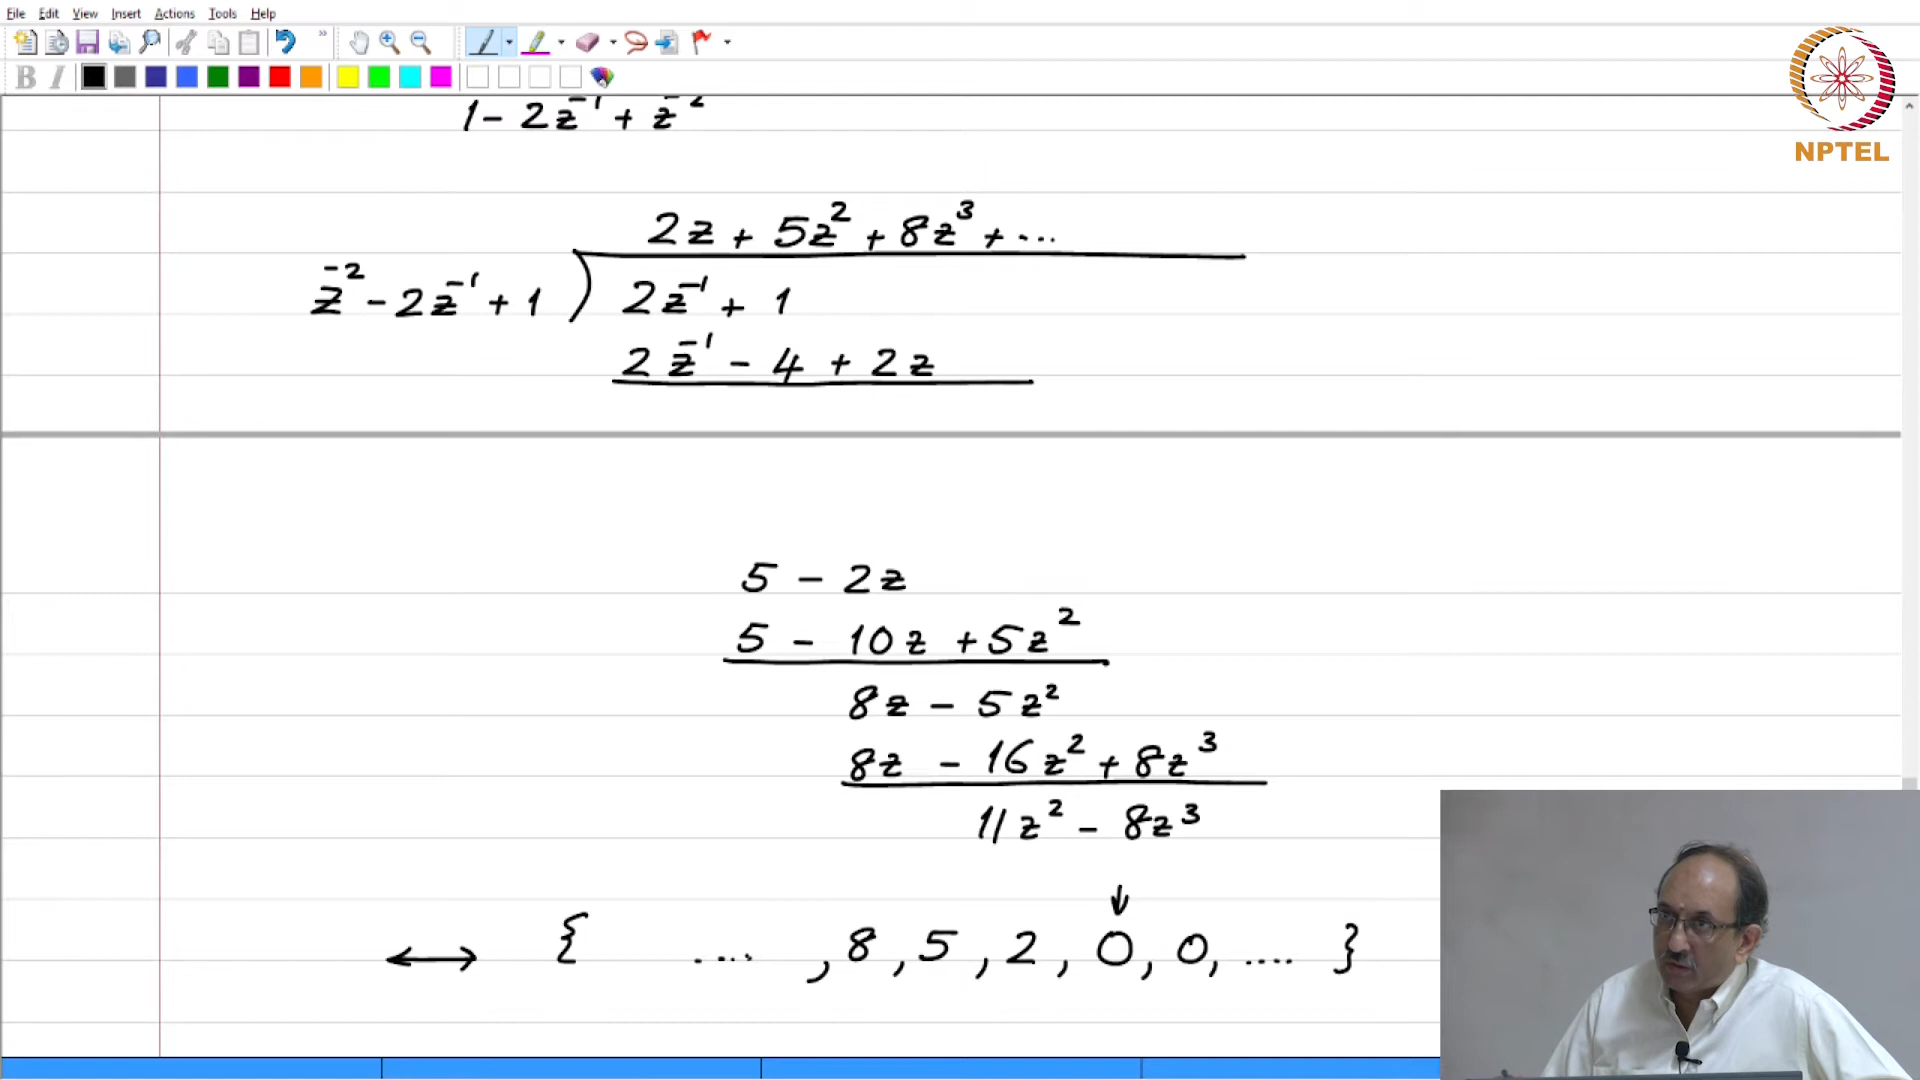 File Edit View Insert Actions Tools Help
B I
NPTEL
1 - 2z⁻¹ + z⁻²
2z + 5z² + 8z³ + ...
z⁻² - 2z⁻¹ + 1 ) 2z⁻¹ + 1
2z⁻¹ - 4 + 2z
5 - 2z
5 - 10z + 5z²
8z - 5z²
8z - 16z² + 8z³
11z² - 8z³
↓
↔ { .... , 8 , 5 , 2 , 0 , 0 , .... }